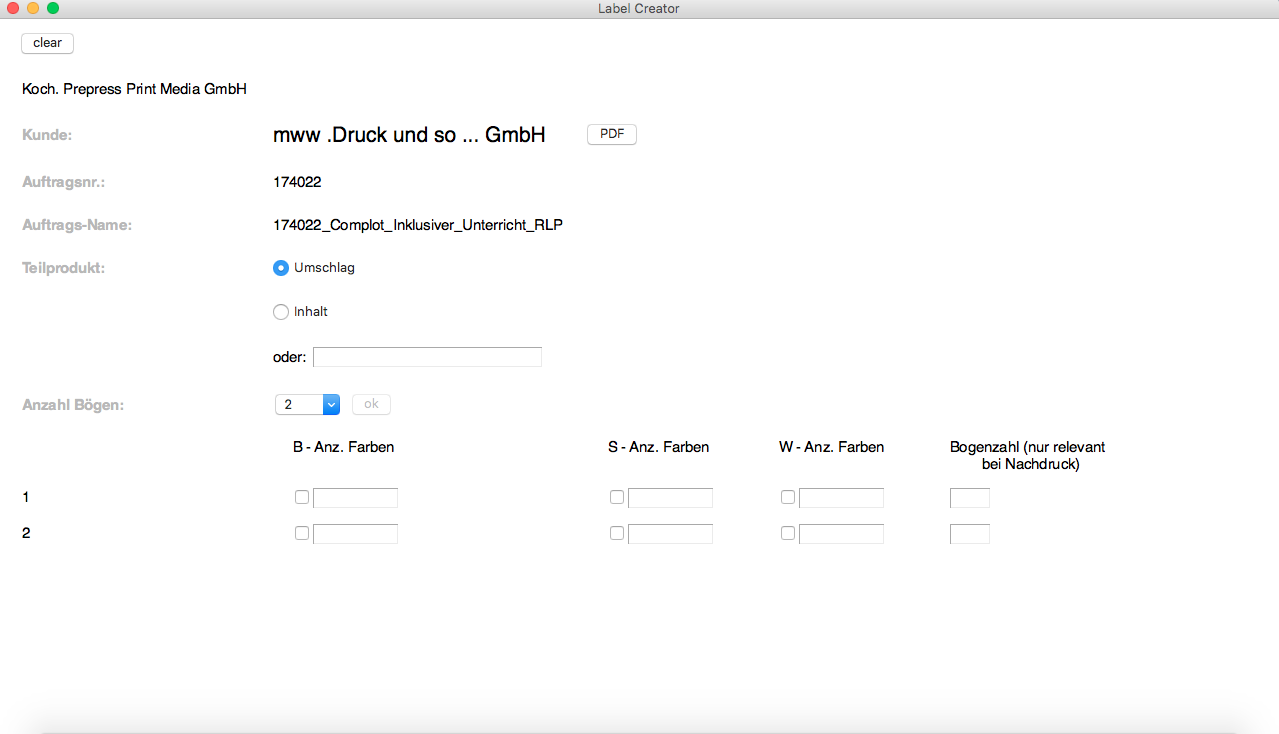 Label Creator
clear
Koch. Prepress Print Media GmbH
Kunde: mww .Druck und so ... GmbH PDF
Auftragsnr.: 174022
Auftrags-Name: 174022_Complot_Inklusiver_Unterricht_RLP
Teilprodukt: Umschlag
Inhalt
oder:
Anzahl Bögen: 2 ok
B - Anz. Farben S - Anz. Farben W - Anz. Farben Bogenzahl (nur relevant
bei Nachdruck)
1
2